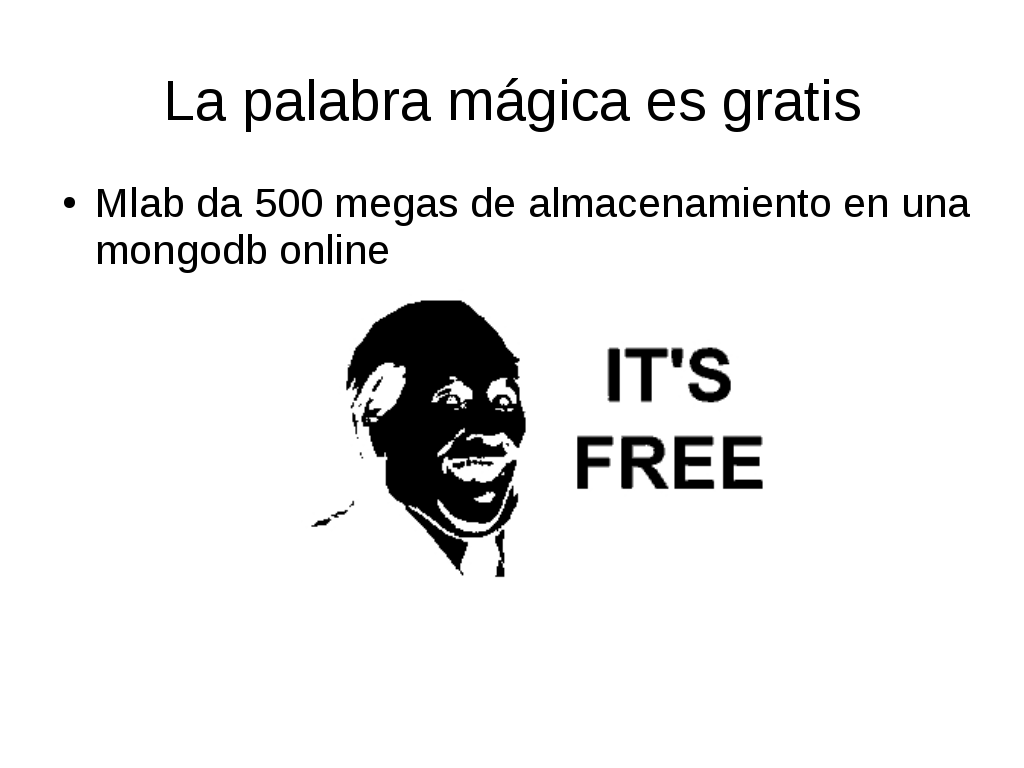 La palabra mágica es gratis
• Mlab da 500 megas de almacenamiento en una
mongodb online
IT'S
FREE